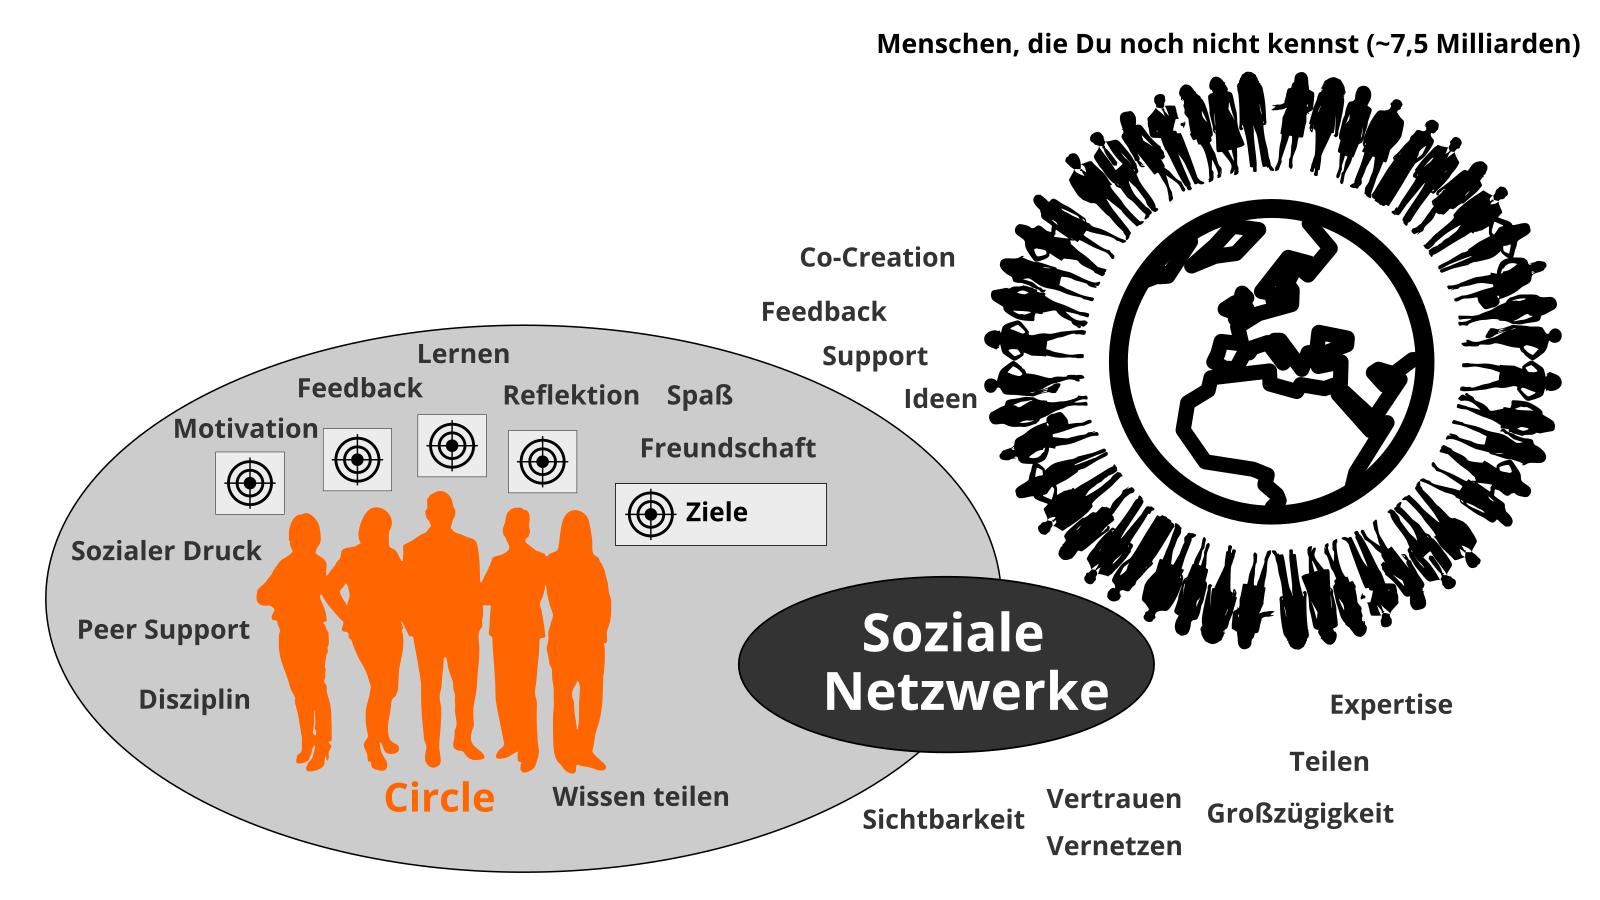 Menschen, die Du noch nicht kennst (~7,5 Milliarden)
Co-Creation
Feedback
Support
Ideen
Lernen
Feedback
Reflektion
Spaß
Motivation
Freundschaft
Ziele
Sozialer Druck
Peer Support
Disziplin
Circle
Wissen teilen
Soziale
Netzwerke
Expertise
Teilen
Vertrauen
Großzügigkeit
Sichtbarkeit
Vernetzen